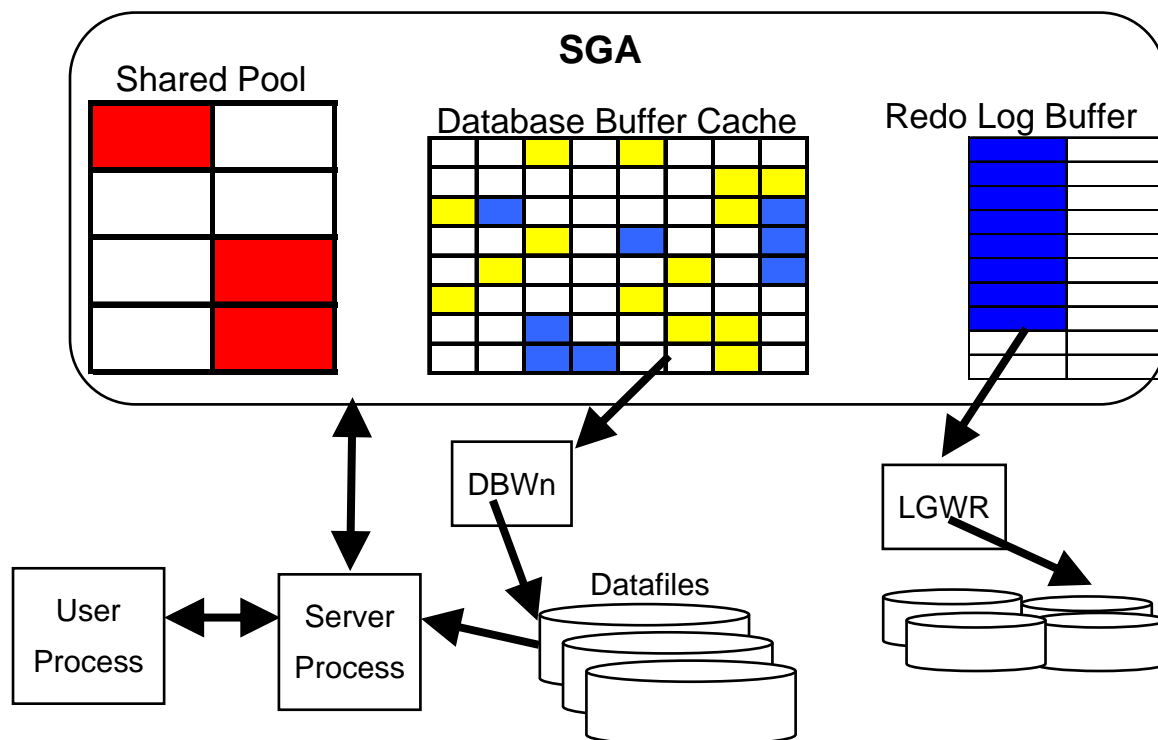 SGA
Shared Pool
Database Buffer Cache
Redo Log Buffer
DBWn
LGWR
Datafiles
User
Process
Server
Process